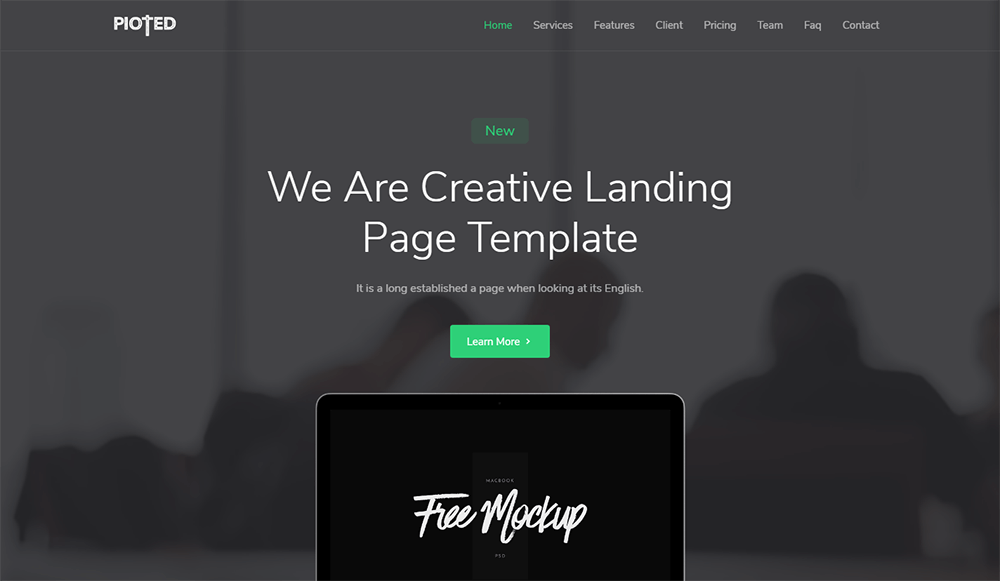 PIOTED
Home Services Features Client Pricing Team Faq Contact
New
We Are Creative Landing
Page Template
It is a long established a page when looking at its English.
Learn More
MACBOOK
Free Mockup
PSD